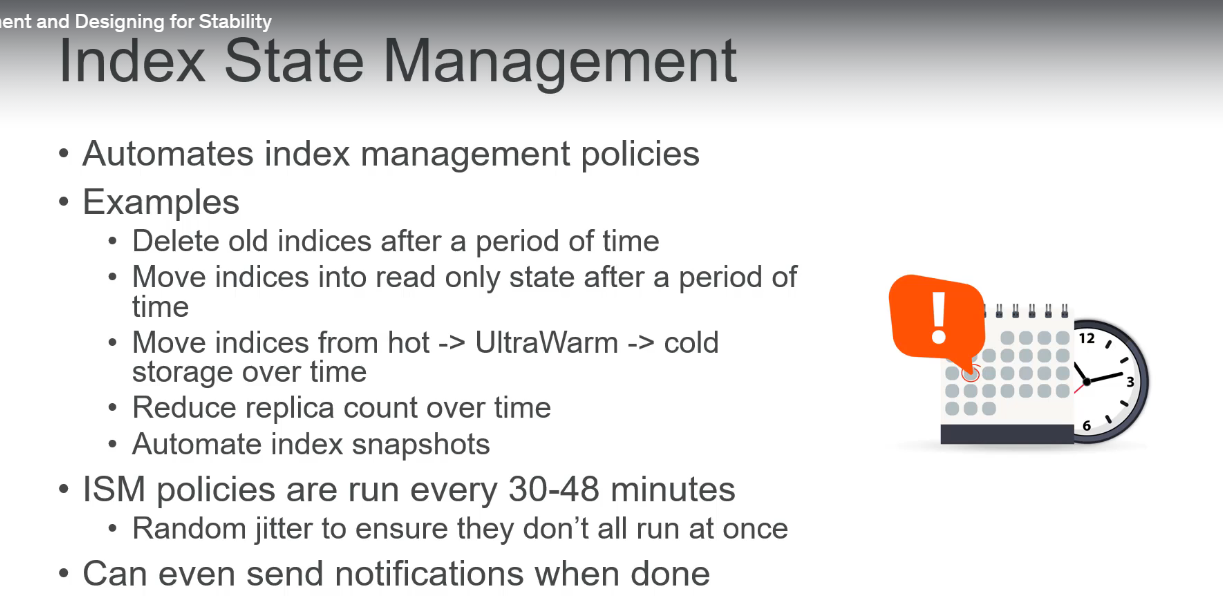 ent and Designing for Stability
Index State Management
• Automates index management policies
• Examples
• Delete old indices after a period of time
• Move indices into read only state after a period of
time
• Move indices from hot -> UltraWarm -> cold
storage over time
• Reduce replica count over time
• Automate index snapshots
• ISM policies are run every 30-48 minutes
• Random jitter to ensure they don’t all run at once
• Can even send notifications when done
!
12
3
6